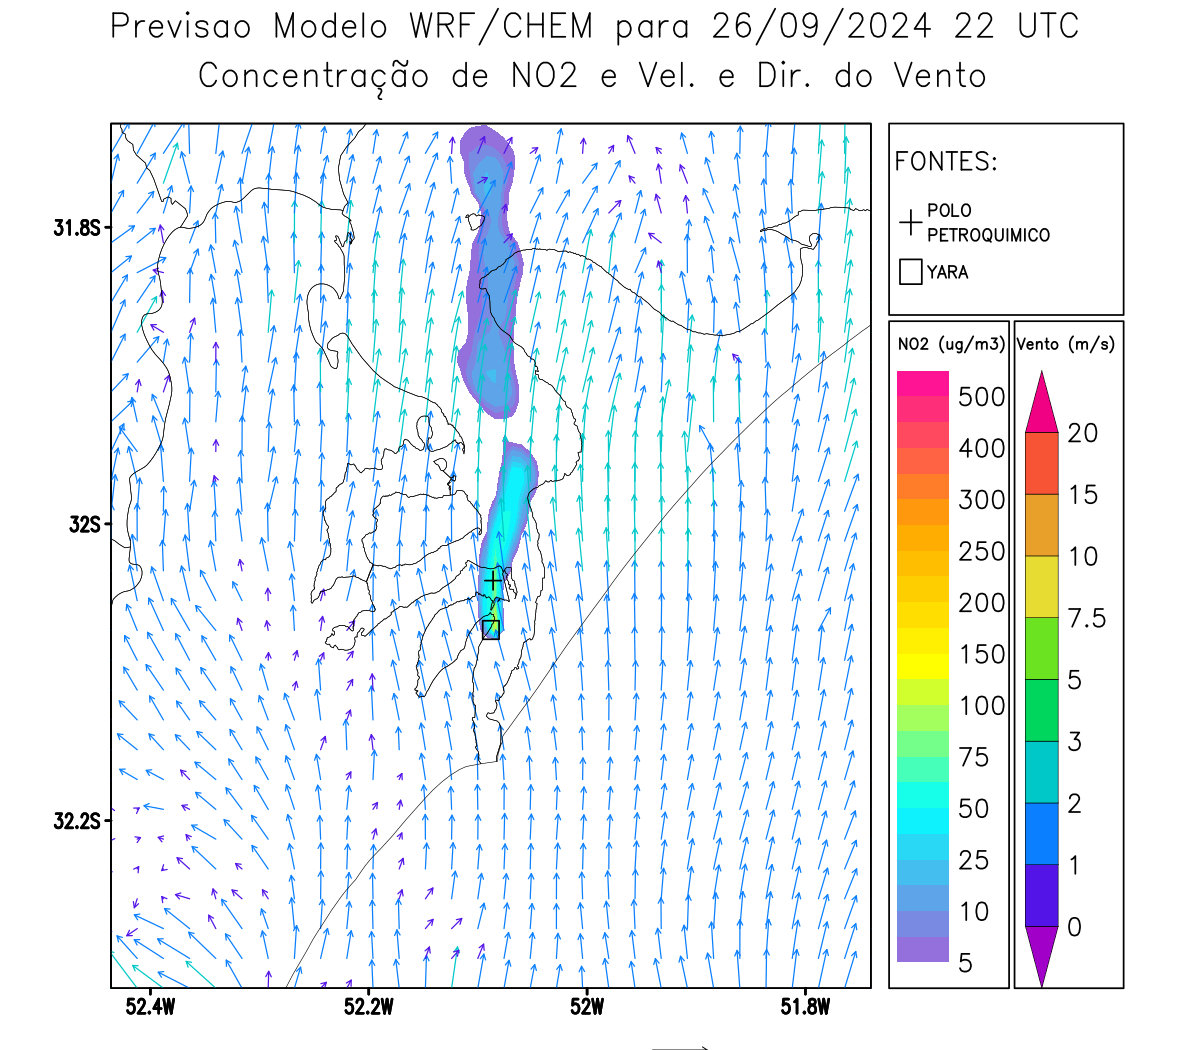 Previsao Modelo WRF/CHEM para 26/09/2024 22 UTC
Concentração de NO2 e Vel. e Dir. do Vento
FONTES:
POLO
PETROQUIMICO
YARA
NO2 (ug/m3)
500
400
300
250
200
150
100
75
50
25
10
5
Vento (m/s)
20
15
10
7.5
5
3
2
1
0
31.8S
32S
32.2S
52.4W 52.2W 52W 51.8W